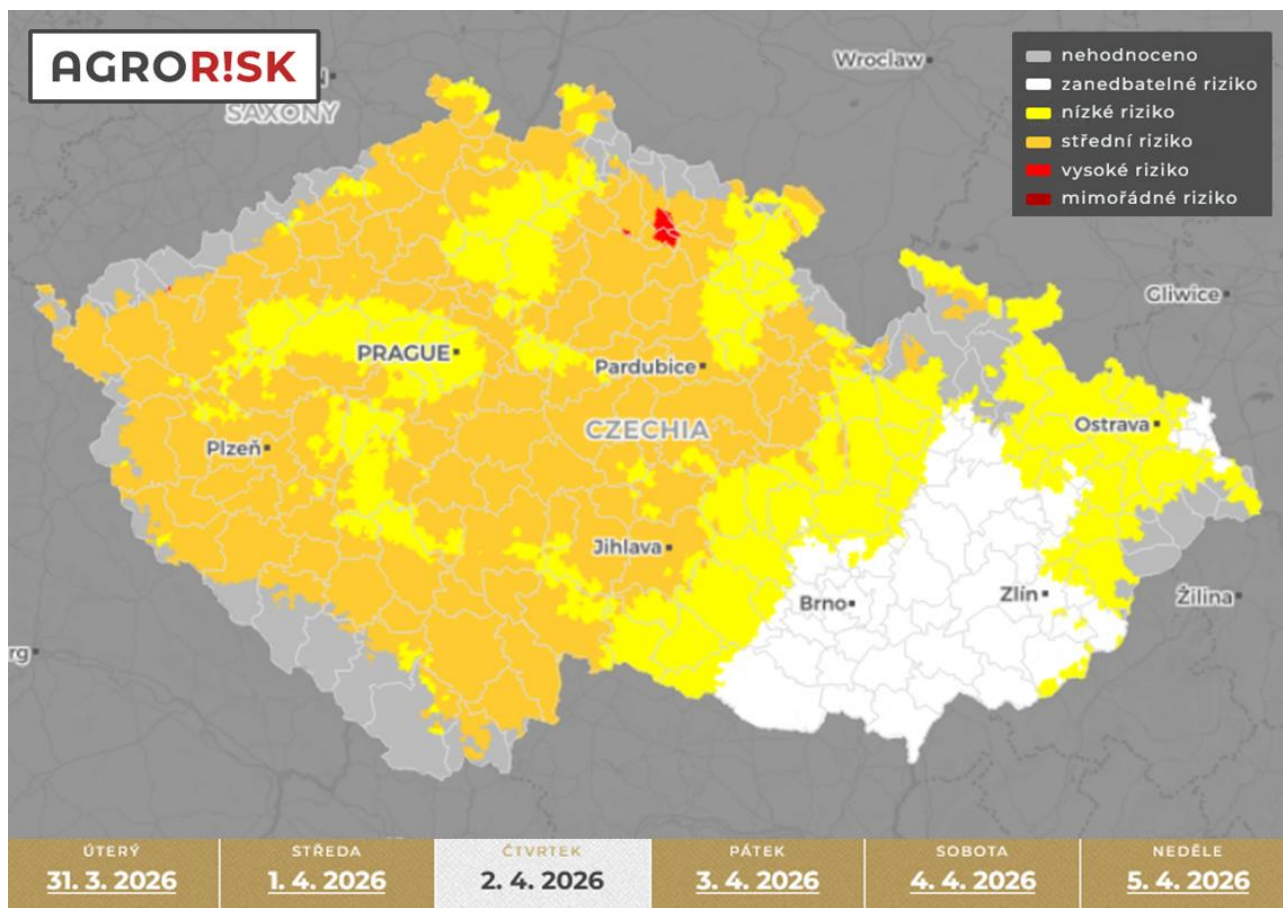 AGROR!SK
SAXONY
Wroclaw
nehodnoceno
zanedbatelné riziko
nízké riziko
střední riziko
vysoké riziko
mimořádné riziko
Gliwice
PRAGUE
Pardubice
CZECHIA
Ostrava
Plzeň
Jihlava
Brno
Zlín
Žilina
rg
ÚTERÝ
31. 3. 2026
STŘEDA
1. 4. 2026
ČTVRTEK
2. 4. 2026
PÁTEK
3. 4. 2026
SOBOTA
4. 4. 2026
NEDĚLE
5. 4. 2026